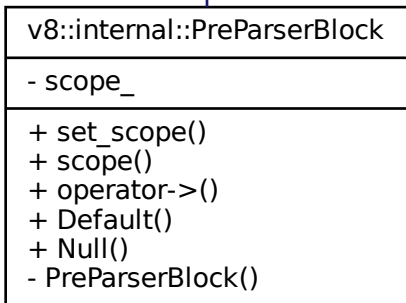 v8::internal::PreParserBlock
- scope_
+ set_scope()
+ scope()
+ operator->()
+ Default()
+ Null()
- PreParserBlock()